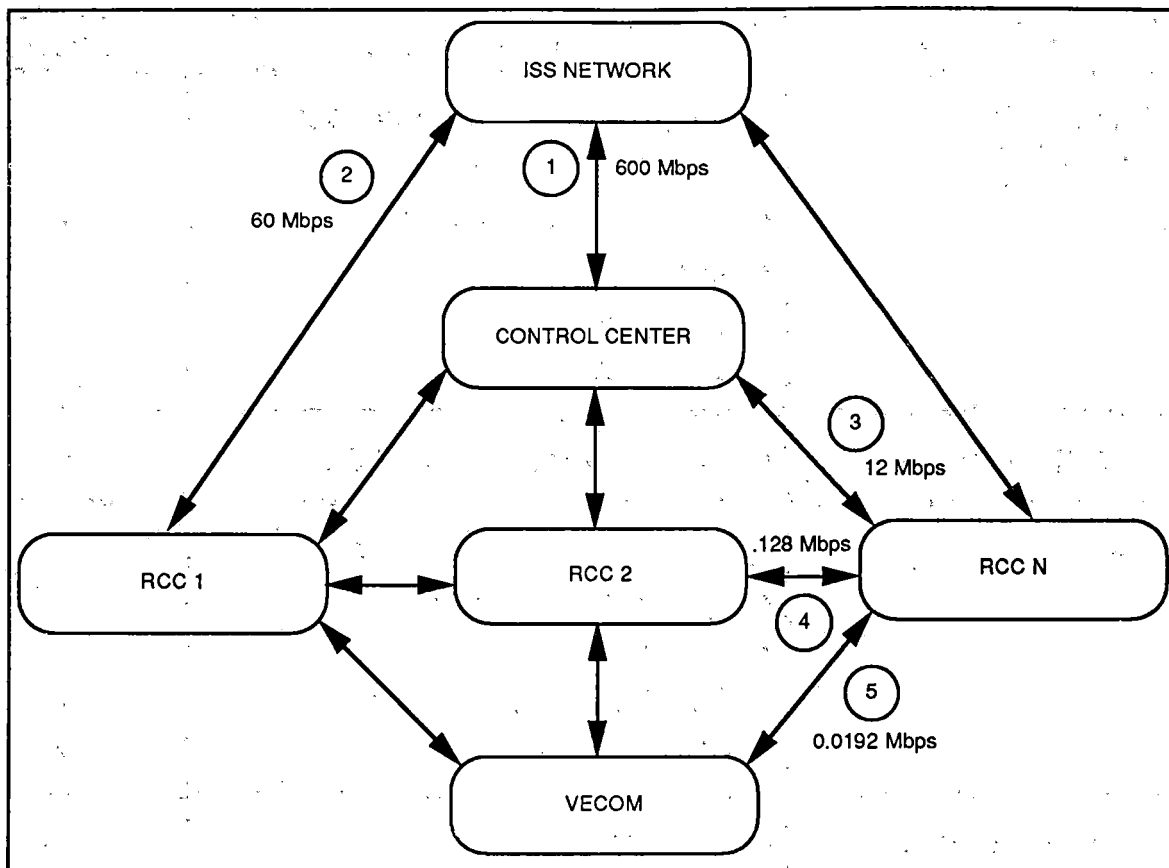 ISS NETWORK
1
600 Mbps
2
60 Mbps
CONTROL CENTER
3
12 Mbps
.128 Mbps
RCC 1
RCC 2
RCC N
4
5
0.0192 Mbps
VECOM